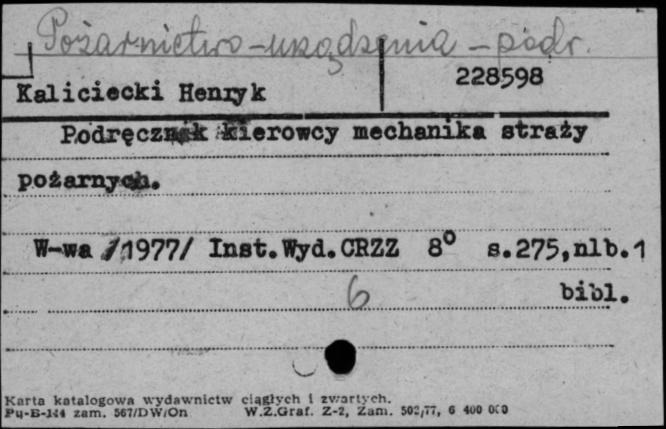 Pożarnictwo - urządzenia - podr.
228598
Kaliciecki Henryk
Podręcznik kierowcy mechanika straży
pożarnych.
W-wa /1977/ Inst.Wyd.CRZZ 8° s.275,nlb.1
6 bibl.
Karta katalogowa wydawnictw ciągłych i zwartych.
Pu-B-144 zam. 567/DW/On W.Z.Graf. Z-2, Zam. 502/77, 6 400 000